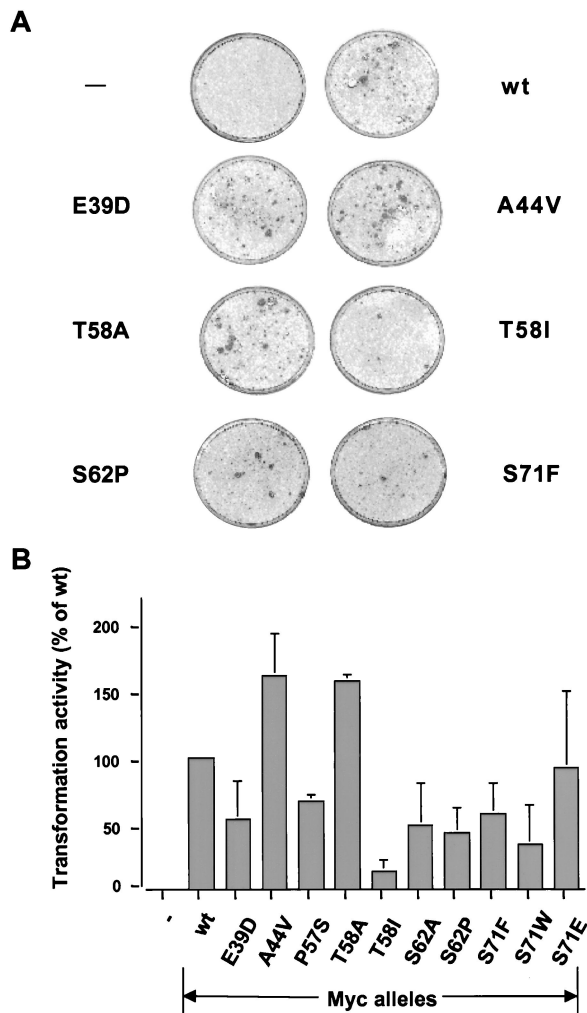 A
— wt
E39D A44V
T58A T58I
S62P S71F
B
Transformation activity (% of wt)
200
150
100
50
0
- wt E39D A44V P57S T58A T58I S62A S62P S71F S71W S71E
Myc alleles